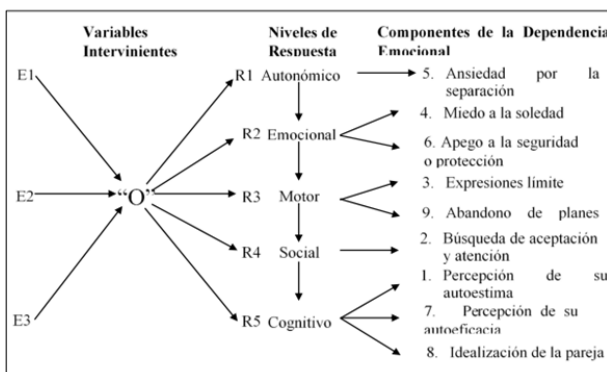 Variables
Intervinientes
Niveles de
Respuesta
Componentes de la Dependencia
Emocional
E1
E2
E3
“O”
R1 Autonómico
R2 Emocional
R3 Motor
R4 Social
R5 Cognitivo
5. Ansiedad por la
separación
4. Miedo a la soledad
6. Apego a la seguridad
o protección
3. Expresiones límite
9. Abandono de planes
2. Búsqueda de aceptación
y atención
1. Percepción de su
autoestima
7. Percepción de su
autoeficacia
8. Idealización de la pareja